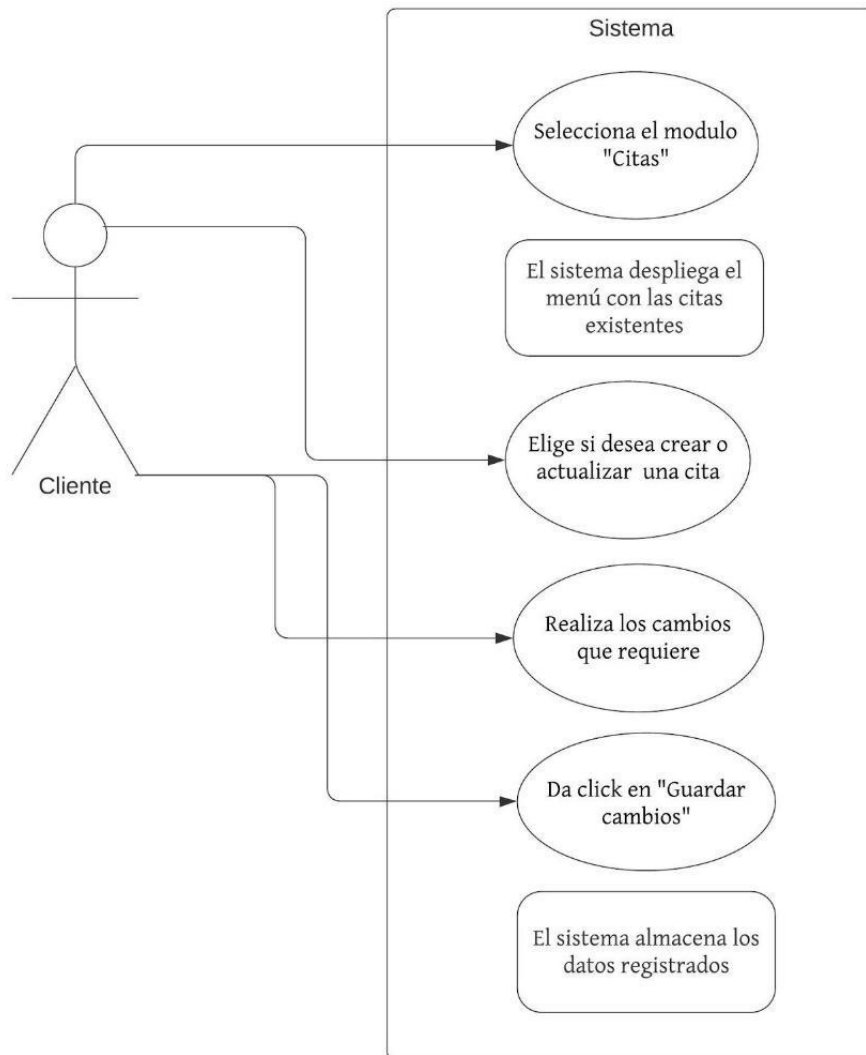 Sistema
Selecciona el modulo
"Citas"
El sistema despliega el
menú con las citas
existentes
Elige si desea crear o
actualizar una cita
Cliente
Realiza los cambios
que requiere
Da click en "Guardar
cambios"
El sistema almacena los
datos registrados